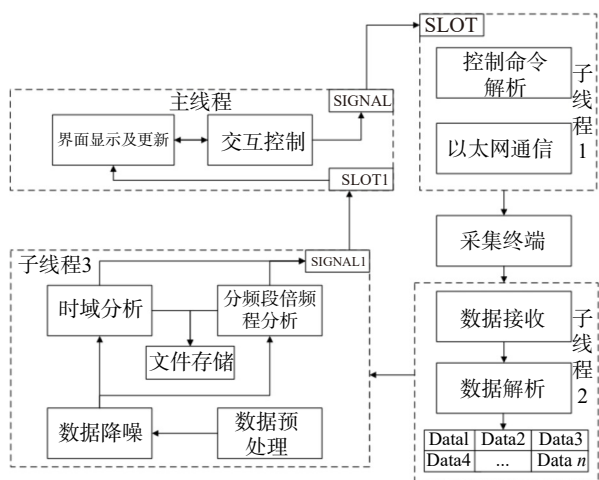 SLOT
控制命令
解析
子线程1
以太网通信
主线程
SIGNAL
界面显示及更新
交互控制
SLOT1
采集终端
子线程3
SIGNAL1
时域分析
分频段倍频
程分析
文件存储
数据降噪
数据预
处理
数据接收
子线程2
数据解析
Data1 Data2 Data3
Data4 ... Data n